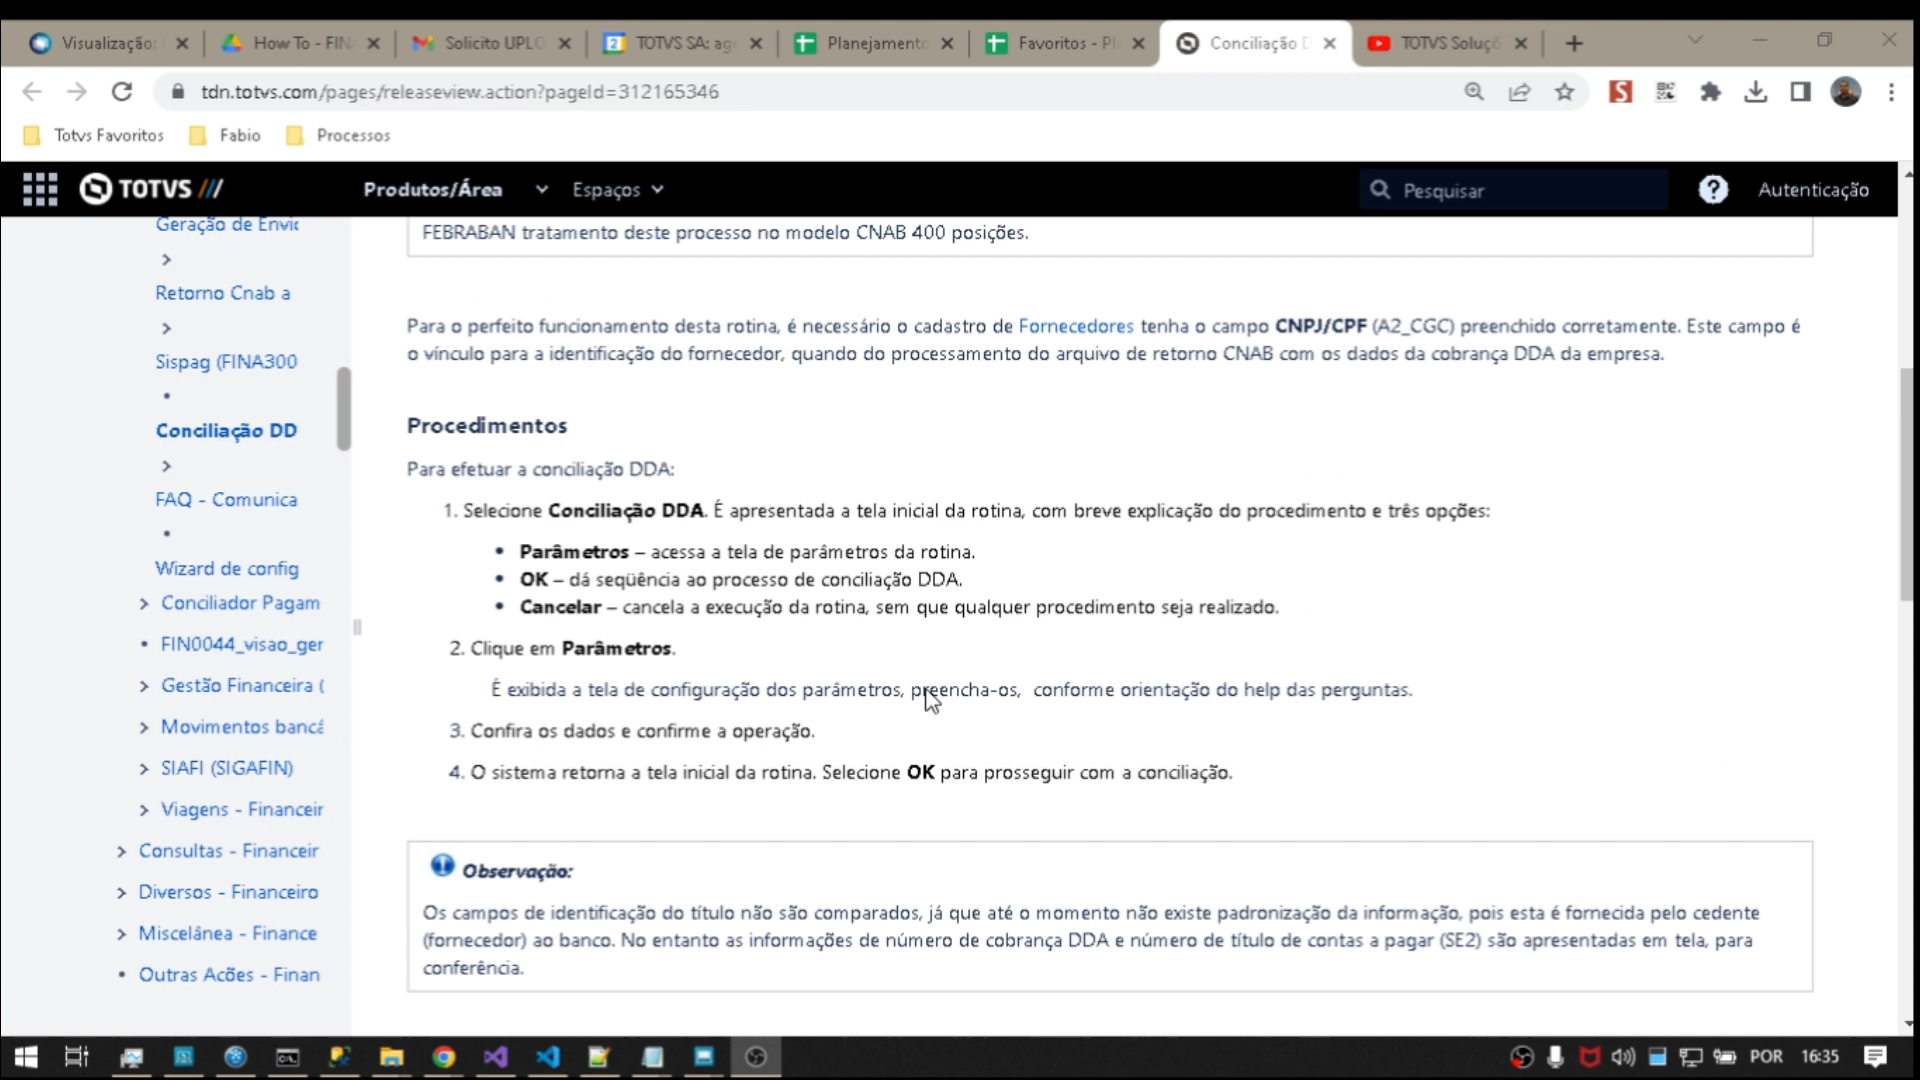 Visualização:
How To - FIN
Solicito UPLO
TOTVS SA: ag
Planejamento
Favoritos - Pl
Conciliação D
TOTVS Soluçõ
tdn.totvs.com/pages/releaseview.action?pageId=312165346
Totvs Favoritos
Fabio
Processos
TOTVS
Produtos/Área
Espaços
Pesquisar
Autenticação
Geração de Envic
Retorno Cnab a
Sispag (FINA300
Conciliação DD
FAQ - Comunica
Wizard de config
Conciliador Pagam
FIN0044_visao_ger
Gestão Financeira (
Movimentos bancá
SIAFI (SIGAFIN)
Viagens - Financeir
Consultas - Financeir
Diversos - Financeiro
Miscelânea - Finance
Outras Acões - Finan
FEBRABAN tratamento deste processo no modelo CNAB 400 posições.
Para o perfeito funcionamento desta rotina, é necessário o cadastro de Fornecedores tenha o campo CNPJ/CPF (A2_CGC) preenchido corretamente. Este campo é
o vínculo para a identificação do fornecedor, quando do processamento do arquivo de retorno CNAB com os dados da cobrança DDA da empresa.
Procedimentos
Para efetuar a conciliação DDA:
1. Selecione Conciliação DDA. É apresentada a tela inicial da rotina, com breve explicação do procedimento e três opções:
• Parâmetros – acessa a tela de parâmetros da rotina.
• OK – dá seqüência ao processo de conciliação DDA.
• Cancelar – cancela a execução da rotina, sem que qualquer procedimento seja realizado.
2. Clique em Parâmetros.
É exibida a tela de configuração dos parâmetros, preencha-os, conforme orientação do help das perguntas.
3. Confira os dados e confirme a operação.
4. O sistema retorna a tela inicial da rotina. Selecione OK para prosseguir com a conciliação.
Observação:
Os campos de identificação do título não são comparados, já que até o momento não existe padronização da informação, pois esta é fornecida pelo cedente
(fornecedor) ao banco. No entanto as informações de número de cobrança DDA e número de título de contas a pagar (SE2) são apresentadas em tela, para
conferência.
POR
16:35